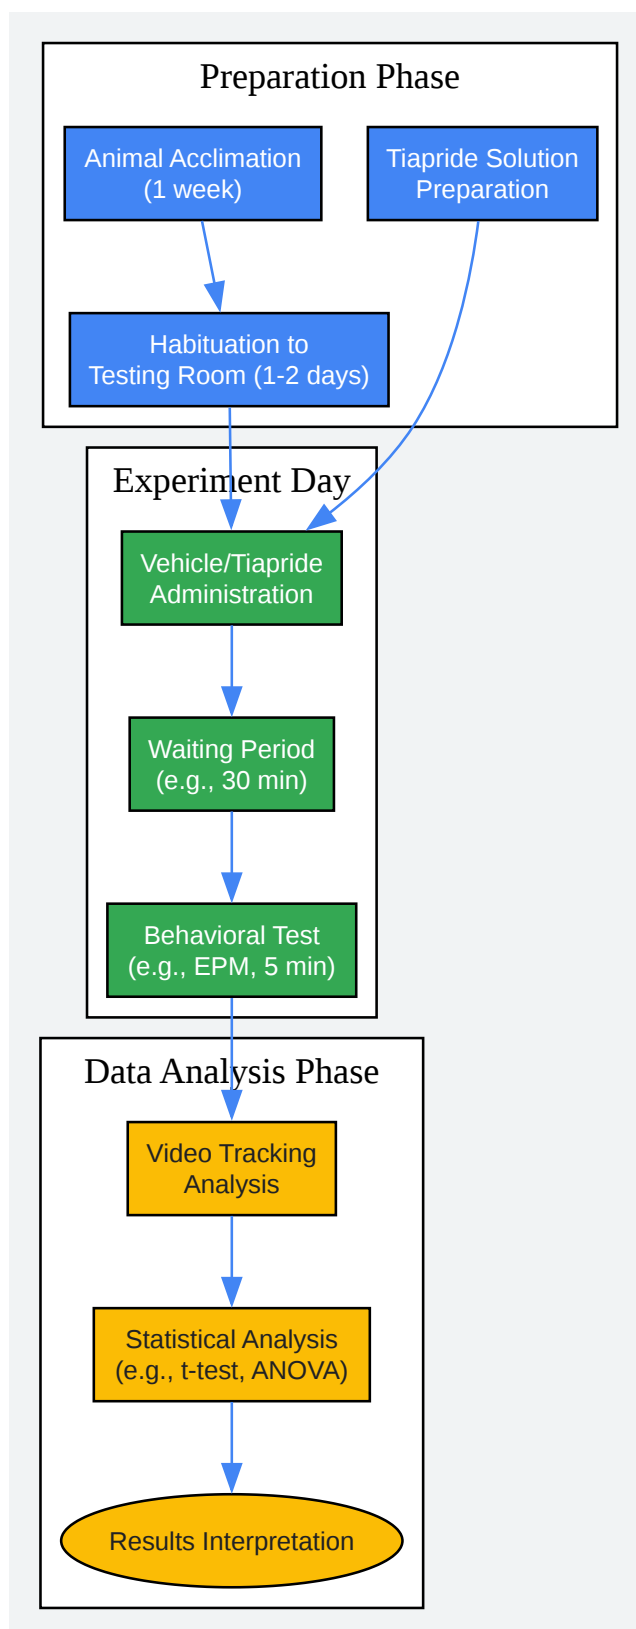 Preparation Phase
Animal Acclimation
(1 week)
Tiapride Solution
Preparation
Habituation to
Testing Room (1-2 days)
Experiment Day
Vehicle/Tiapride
Administration
Waiting Period
(e.g., 30 min)
Behavioral Test
(e.g., EPM, 5 min)
Data Analysis Phase
Video Tracking
Analysis
Statistical Analysis
(e.g., t-test, ANOVA)
Results Interpretation